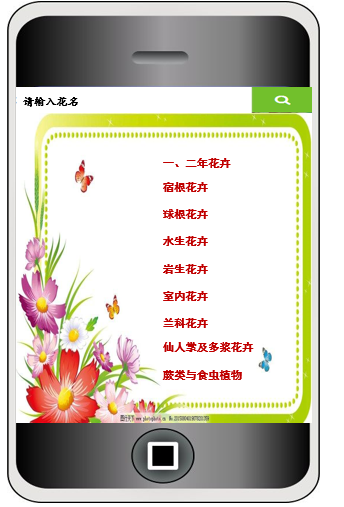 请输入花名
一、二年花卉
宿根花卉
球根花卉
水生花卉
岩生花卉
室内花卉
兰科花卉
仙人掌及多浆花卉
蕨类与食虫植物